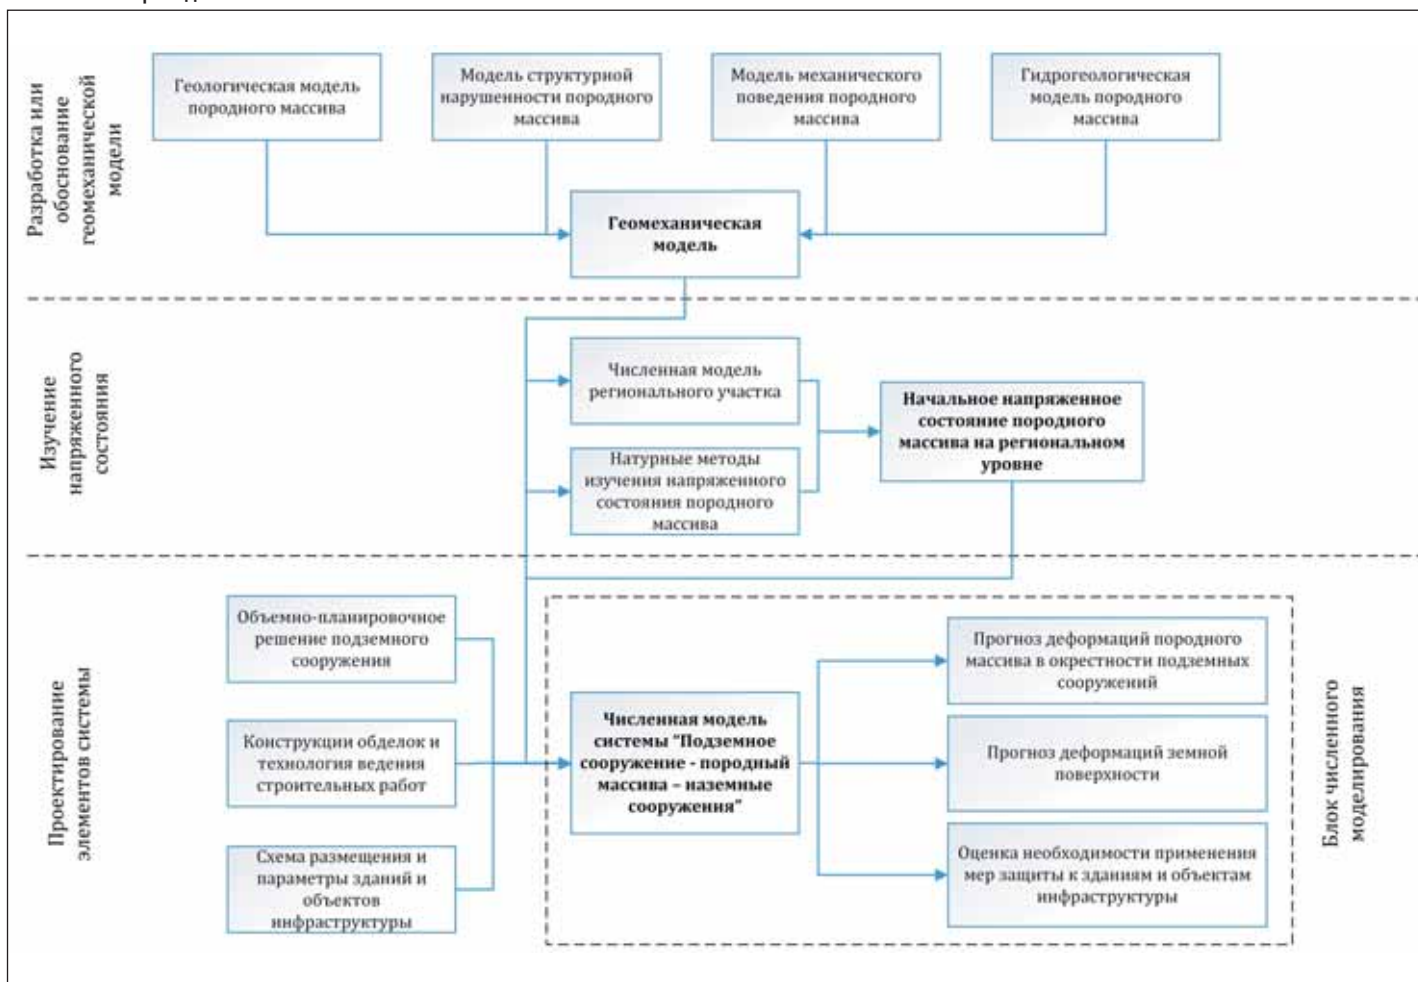 Разработка или
обоснование
геомеханической
модели
Геологическая модель
породного массива
Модель структурной
нарушенности породного
массива
Модель механического
поведения породного
массива
Гидрогеологическая
модель породного
массива
Геомеханическая
модель
Изучение
напряженного
состояния
Численная модель
регионального участка
Натурные методы
изучения напряженного
состояния породного
массива
Начальное напряженное
состояние породного
массива на региональном
уровне
Проектирование
элементов системы
Объемно-планировочное
решение подземного
сооружения
Конструкции обделок и
технология ведения
строительных работ
Схема размещения и
параметры зданий и
объектов
инфраструктуры
Численная модель
системы “Подземное
сооружение - породный
массива – наземные
сооружения”
Прогноз деформаций породного
массива в окрестности подземных
сооружений
Прогноз деформаций земной
поверхности
Оценка необходимости применения
мер защиты к зданиям и объектам
инфраструктуры
Блок численного
моделирования